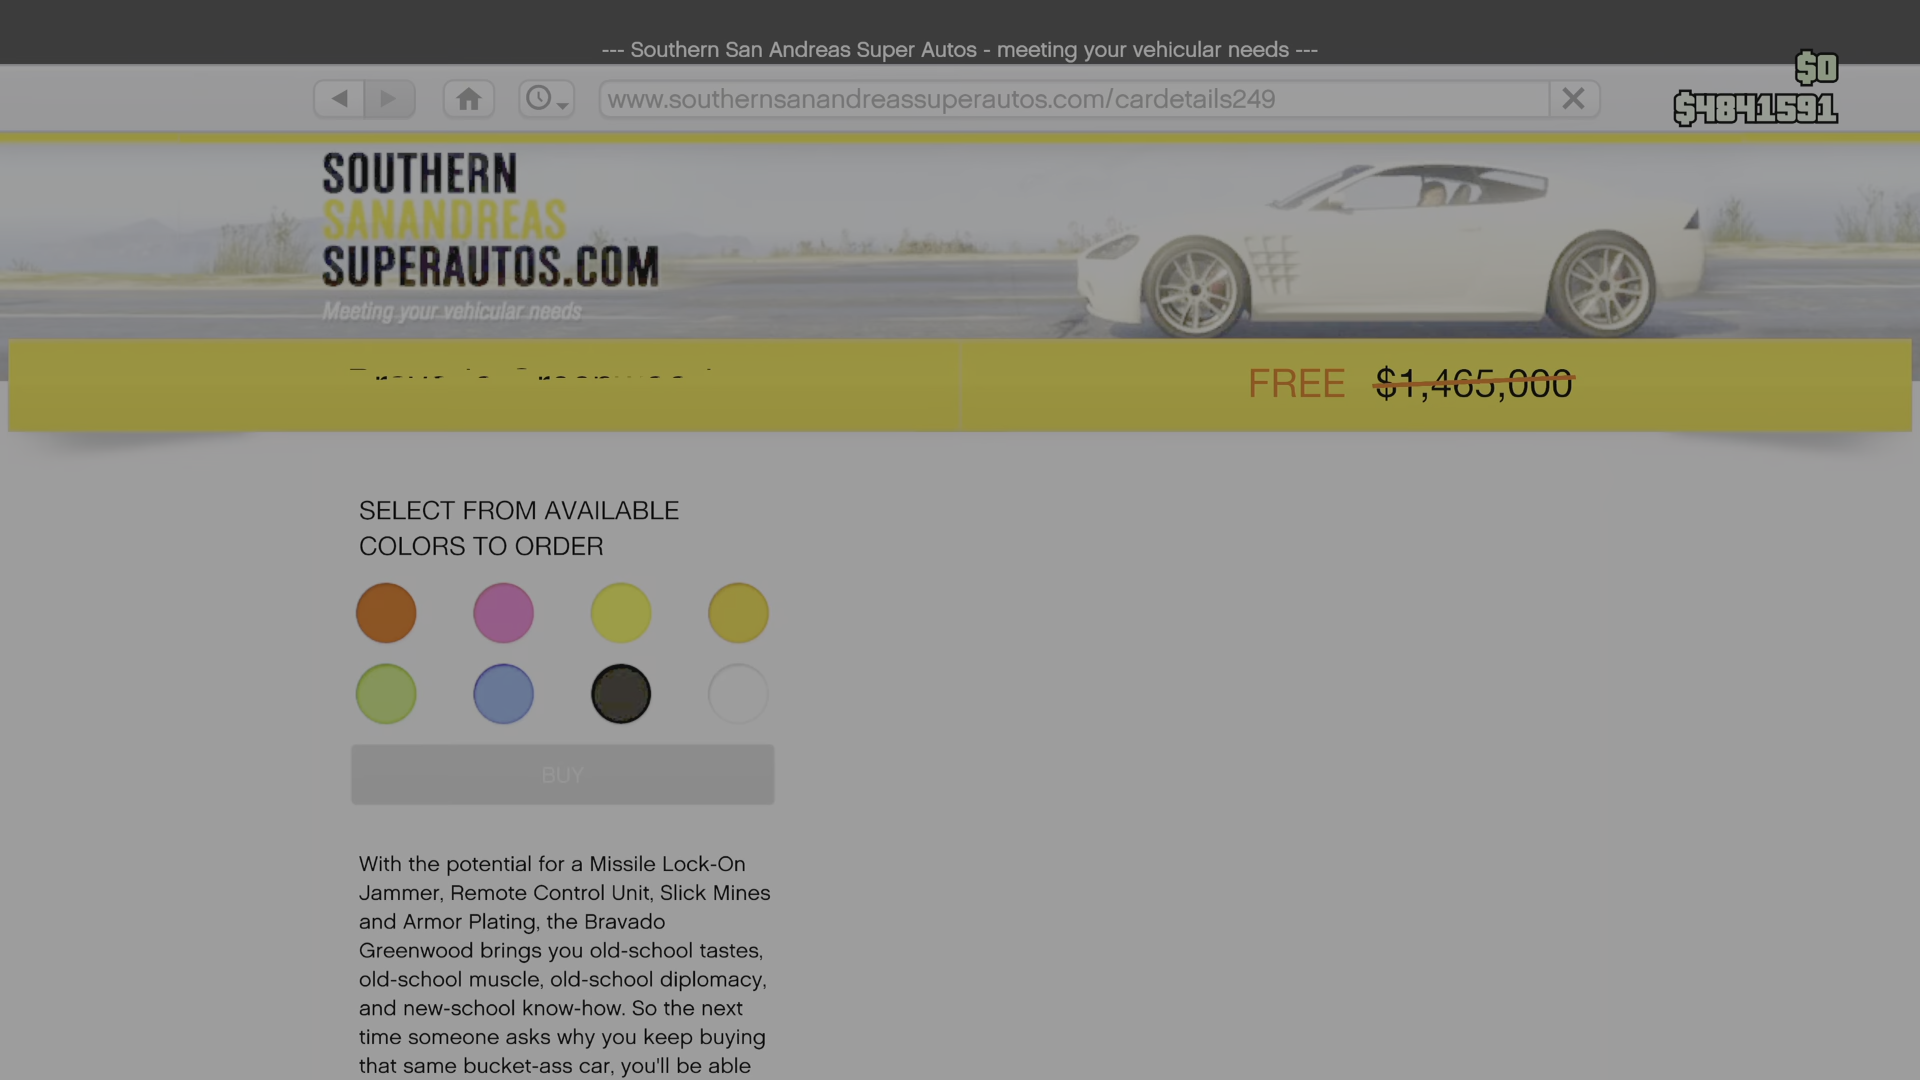 --- Southern San Andreas Super Autos - meeting your vehicular needs ---
$0
www.southernsanandreassuperautos.com/cardetails249
$4841591
SOUTHERN
SANANDREAS
SUPERAUTOS.COM
Meeting your vehicular needs
FREE $1,465,000
SELECT FROM AVAILABLE
COLORS TO ORDER
BUY
With the potential for a Missile Lock-On
Jammer, Remote Control Unit, Slick Mines
and Armor Plating, the Bravado
Greenwood brings you old-school tastes,
old-school muscle, old-school diplomacy,
and new-school know-how. So the next
time someone asks why you keep buying
that same bucket-ass car, you'll be able